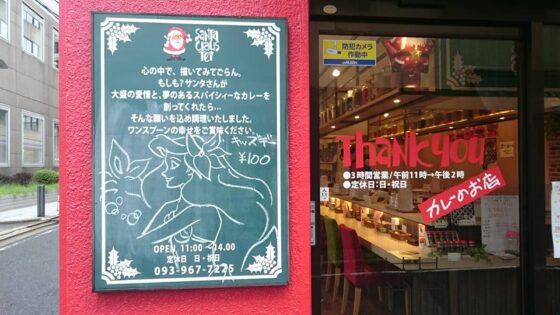 santa
心の中で、描いてみてごらん。
もしも?サンタさんが
大盛の愛情と、夢のあるスパイシィーなカレーを
創ってくれたら...
そんな願いを込め調理いたしました。
ワンスプーンの幸せをご賞味ください。
キッズデー
¥100
OPEN 11:00～14.00
定休日 日・祝日
093-967-7225
防犯カメラ
作動中
Thank you
●3時間営業/午前11時→午後2時
●定休日:日・祝日
カレーのお店